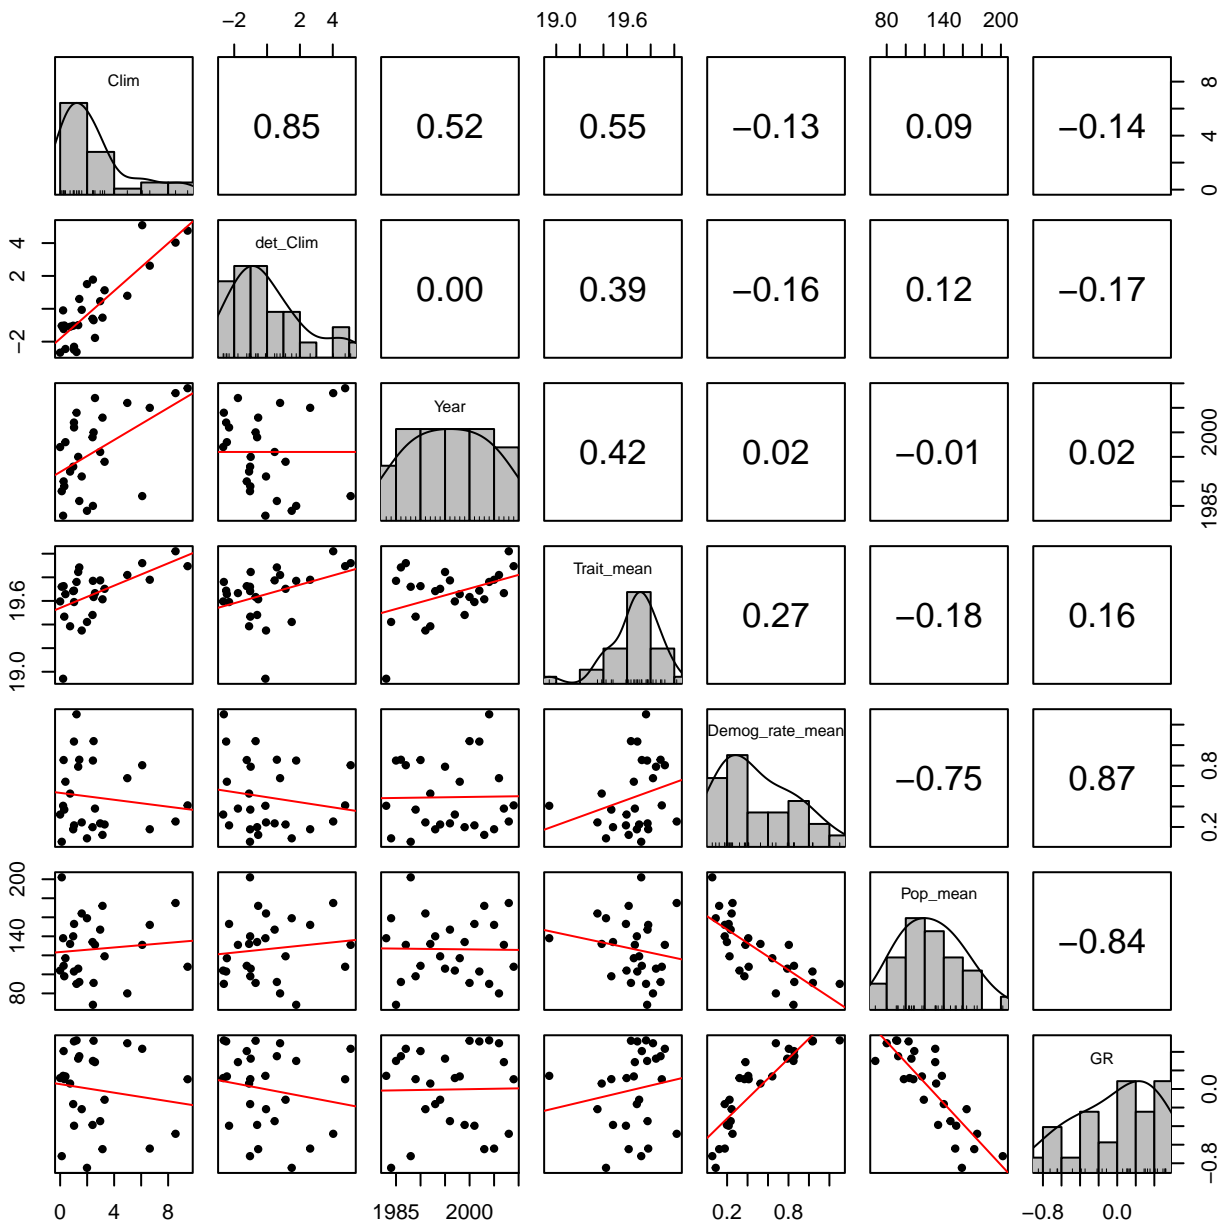 −2 2 4 19.0 19.6 80 140 200
Clim 0.85 0.52 0.55 −0.13 0.09 −0.14 0 4 8
−2 2 4 det_Clim 0.00 0.39 −0.16 0.12 −0.17
Year 0.42 0.02 −0.01 0.02 1985 2000
19.0 19.6 Trait_mean 0.27 −0.18 0.16
Demog_rate_mean −0.75 0.87 0.2 0.8
80 140 200 Pop_mean −0.84
GR −0.8 0.0
0 4 8 1985 2000 0.2 0.8 −0.8 0.0